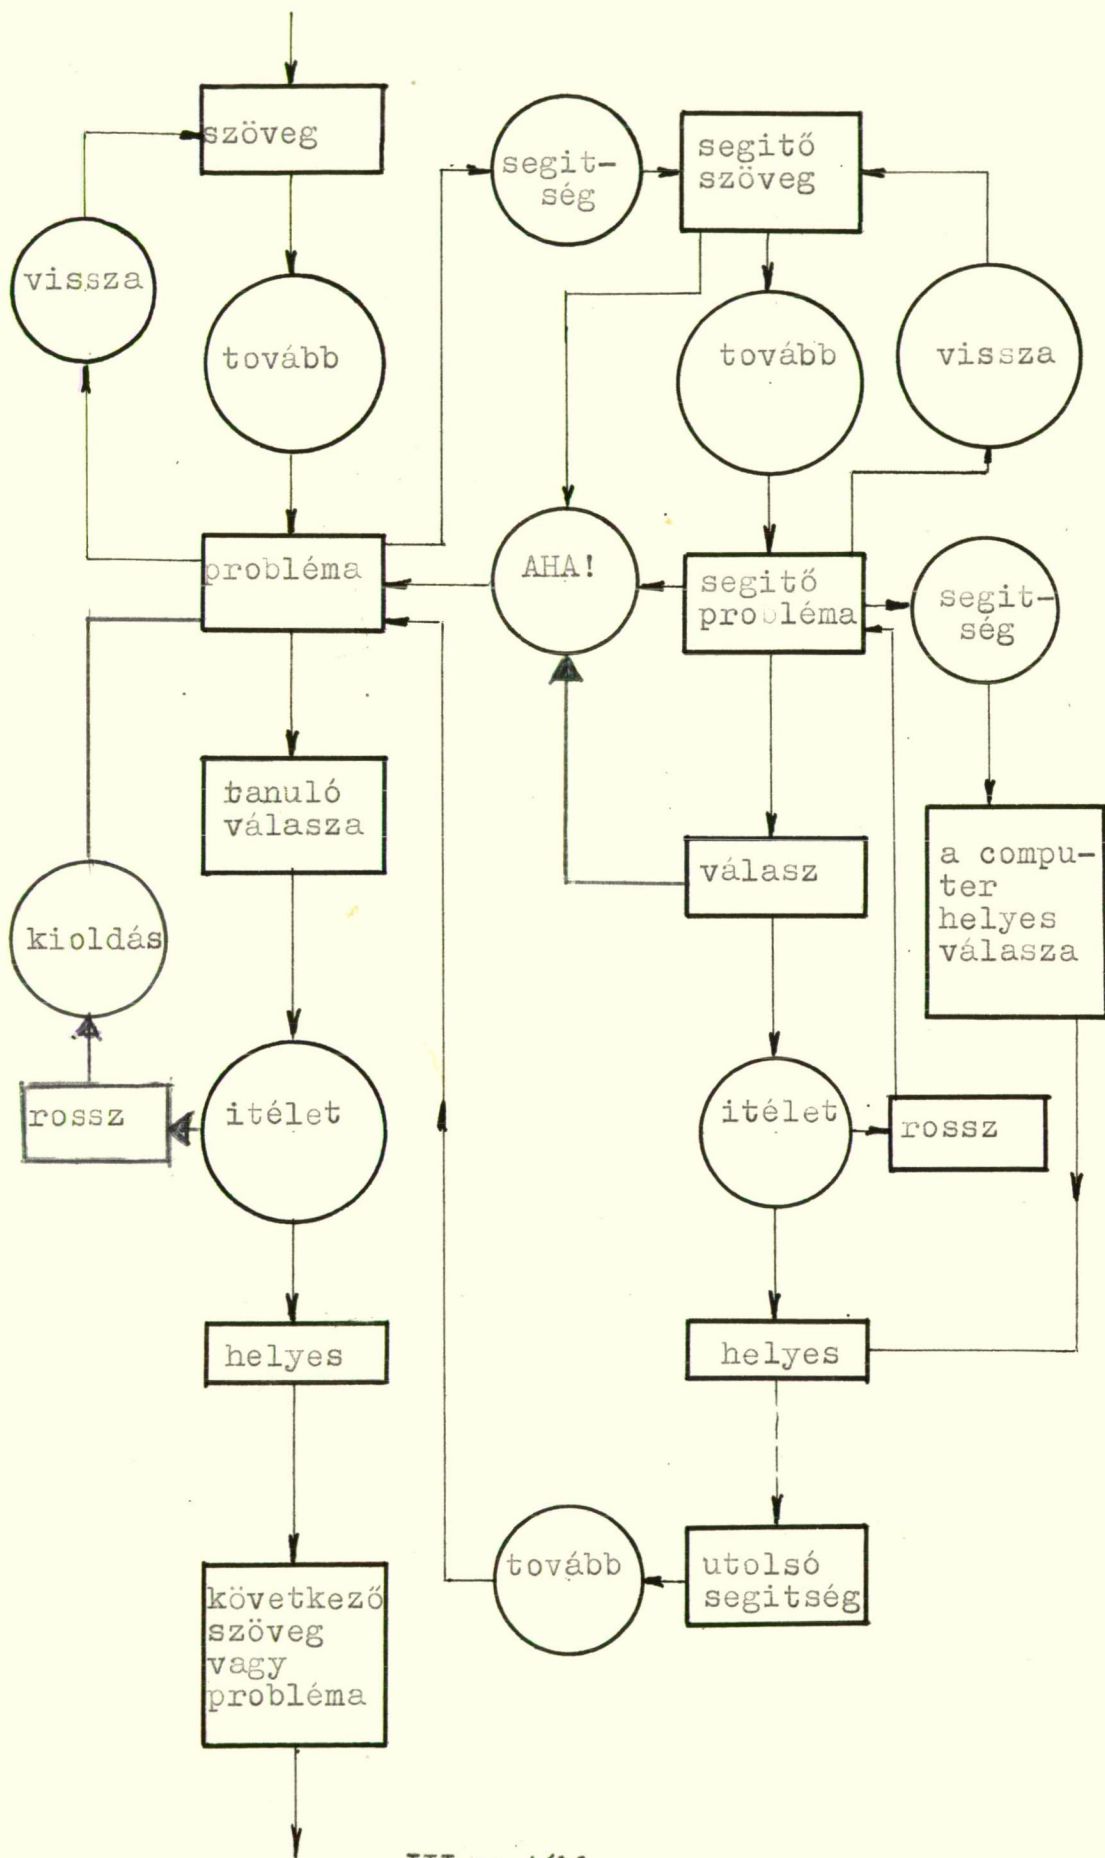 szöveg
vissza
tovább
probléma
tanuló
válasza
kioldás
rossz
itélet
helyes
következő
szöveg
vagy
probléma
segit-
ség
segitő
szöveg
tovább
vissza
AHA!
segitő
probléma
segit-
ség
válasz
a compu-
ter
helyes
válasza
itélet
rossz
helyes
tovább
utolsó
segitség